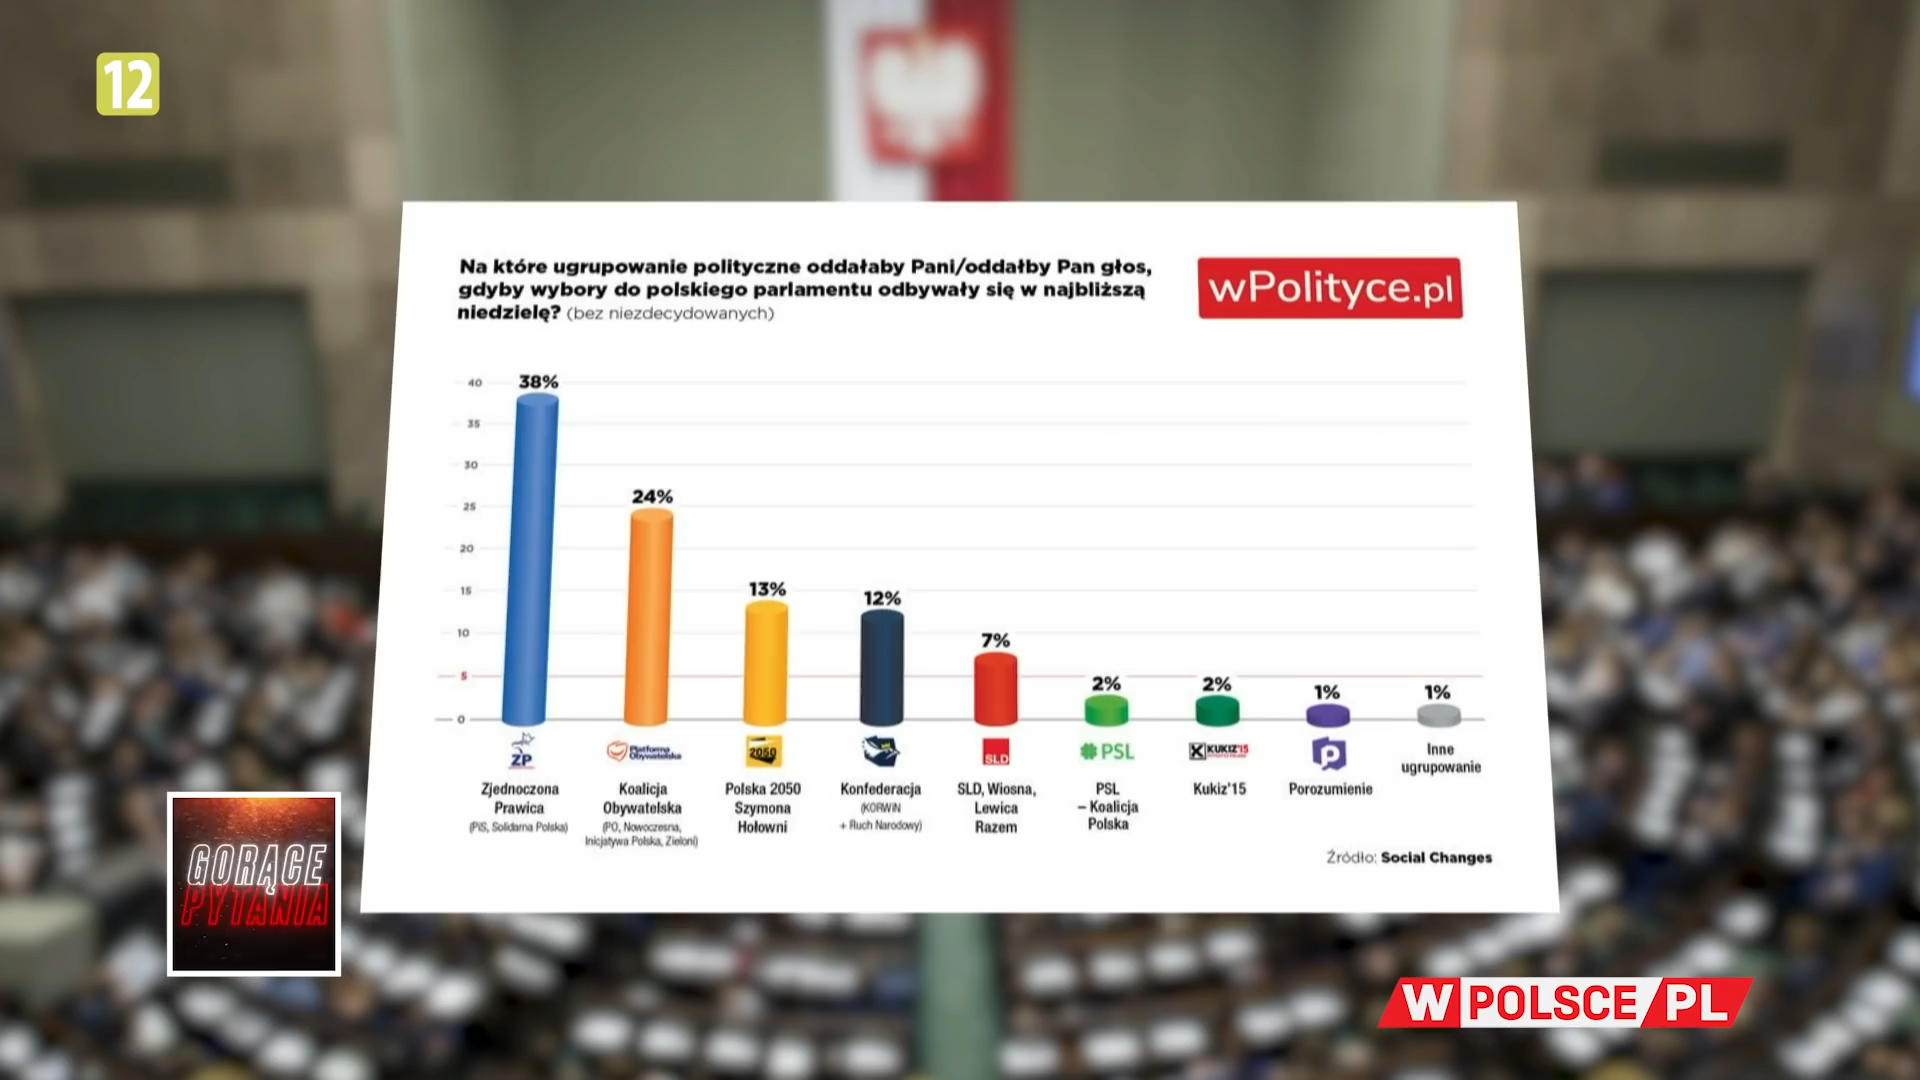 12
Na które ugrupowanie polityczne oddałaby Pani/oddałby Pan głos,
gdyby wybory do polskiego parlamentu odbywały się w najbliższą
niedzielę? (bez niezdecydowanych)
wPolityce.pl
40
35
30
25
20
15
10
5
0
38%
24%
13%
12%
7%
2%
2%
1%
1%
ZP
Platforma
Obywatelska
2050
SLD
PSL
KUKIZ'15
Zjednoczona
Prawica
(PiS, Solidarna Polska)
Koalicja
Obywatelska
(PO, Nowoczesna,
Inicjatywa Polska, Zieloni)
Polska 2050
Szymona
Hołowni
Konfederacja
(KORWiN
+ Ruch Narodowy)
SLD, Wiosna,
Lewica
Razem
PSL
– Koalicja
Polska
Kukiz'15
Porozumienie
Inne
ugrupowanie
Źródło: Social Changes
GORĄCE
PYTANIA
WPOLSCE/PL